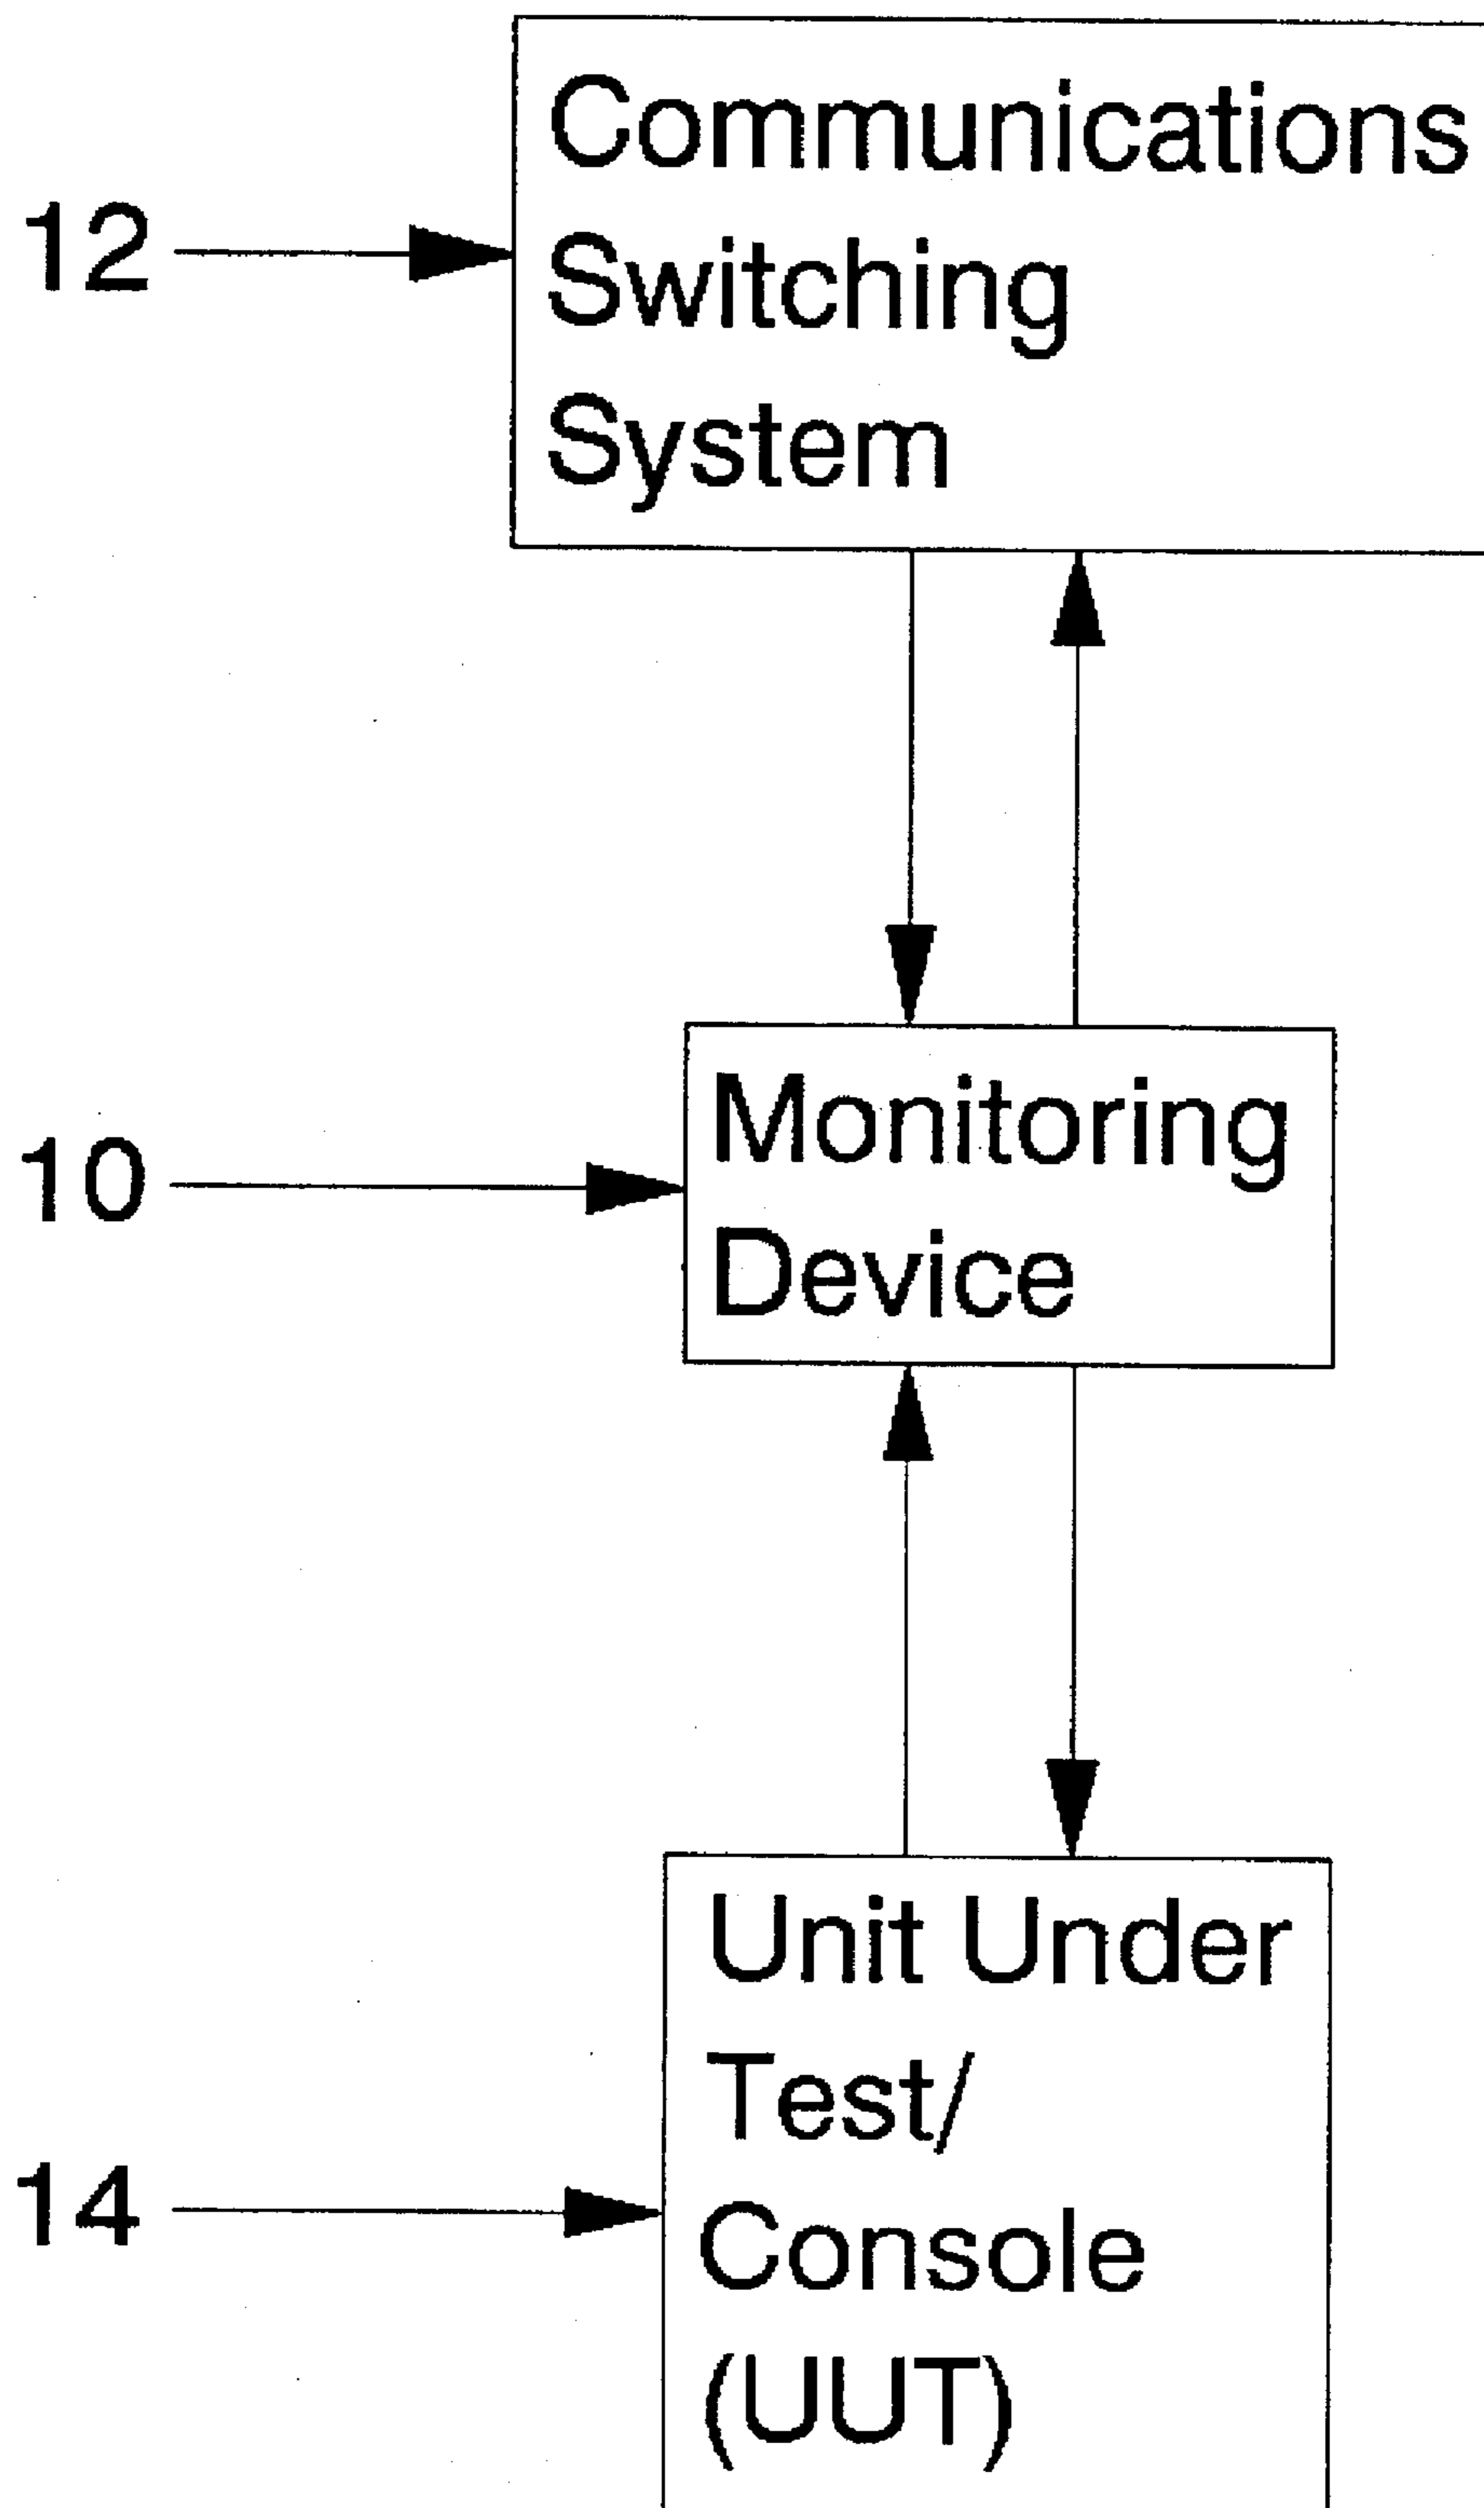 Communications
12
Switching
System
Monitoring
10
Device
Unit Under
Test/
14
Console
(UUT)